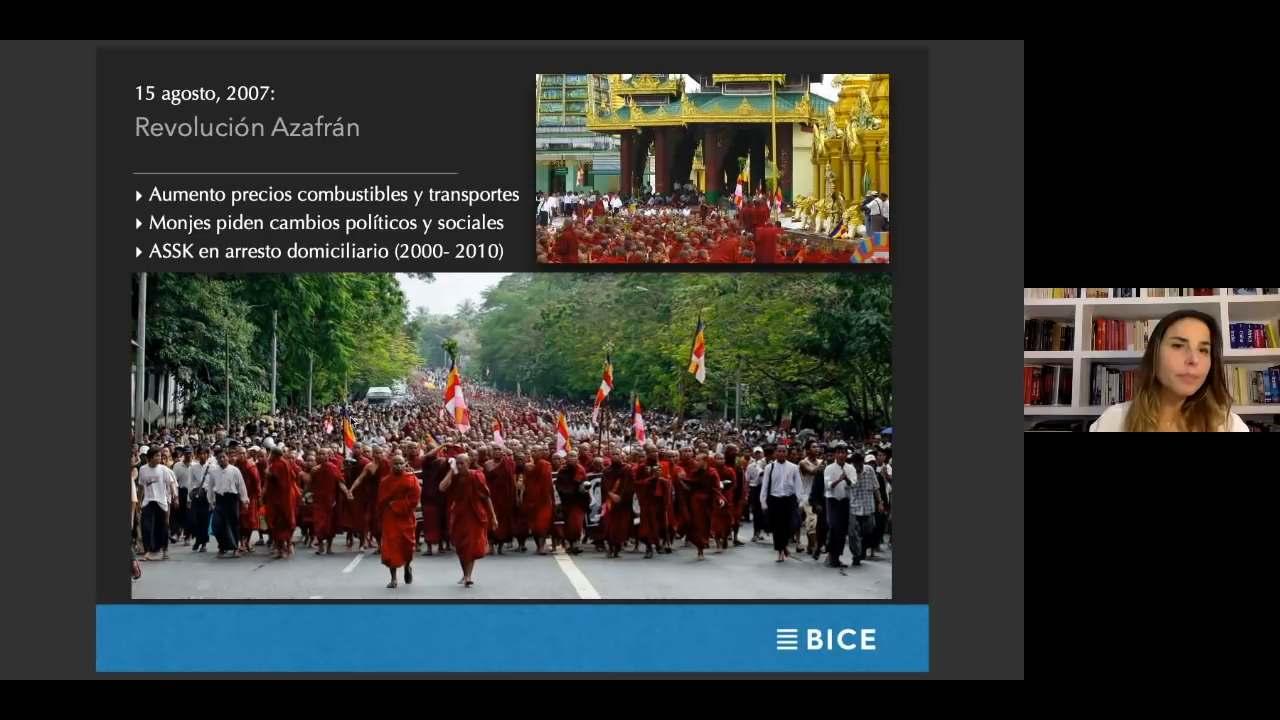 15 agosto, 2007:
Revolución Azafrán
Aumento precios combustibles y transportes
Monjes piden cambios políticos y sociales
ASSK en arresto domiciliario (2000- 2010)
BICE